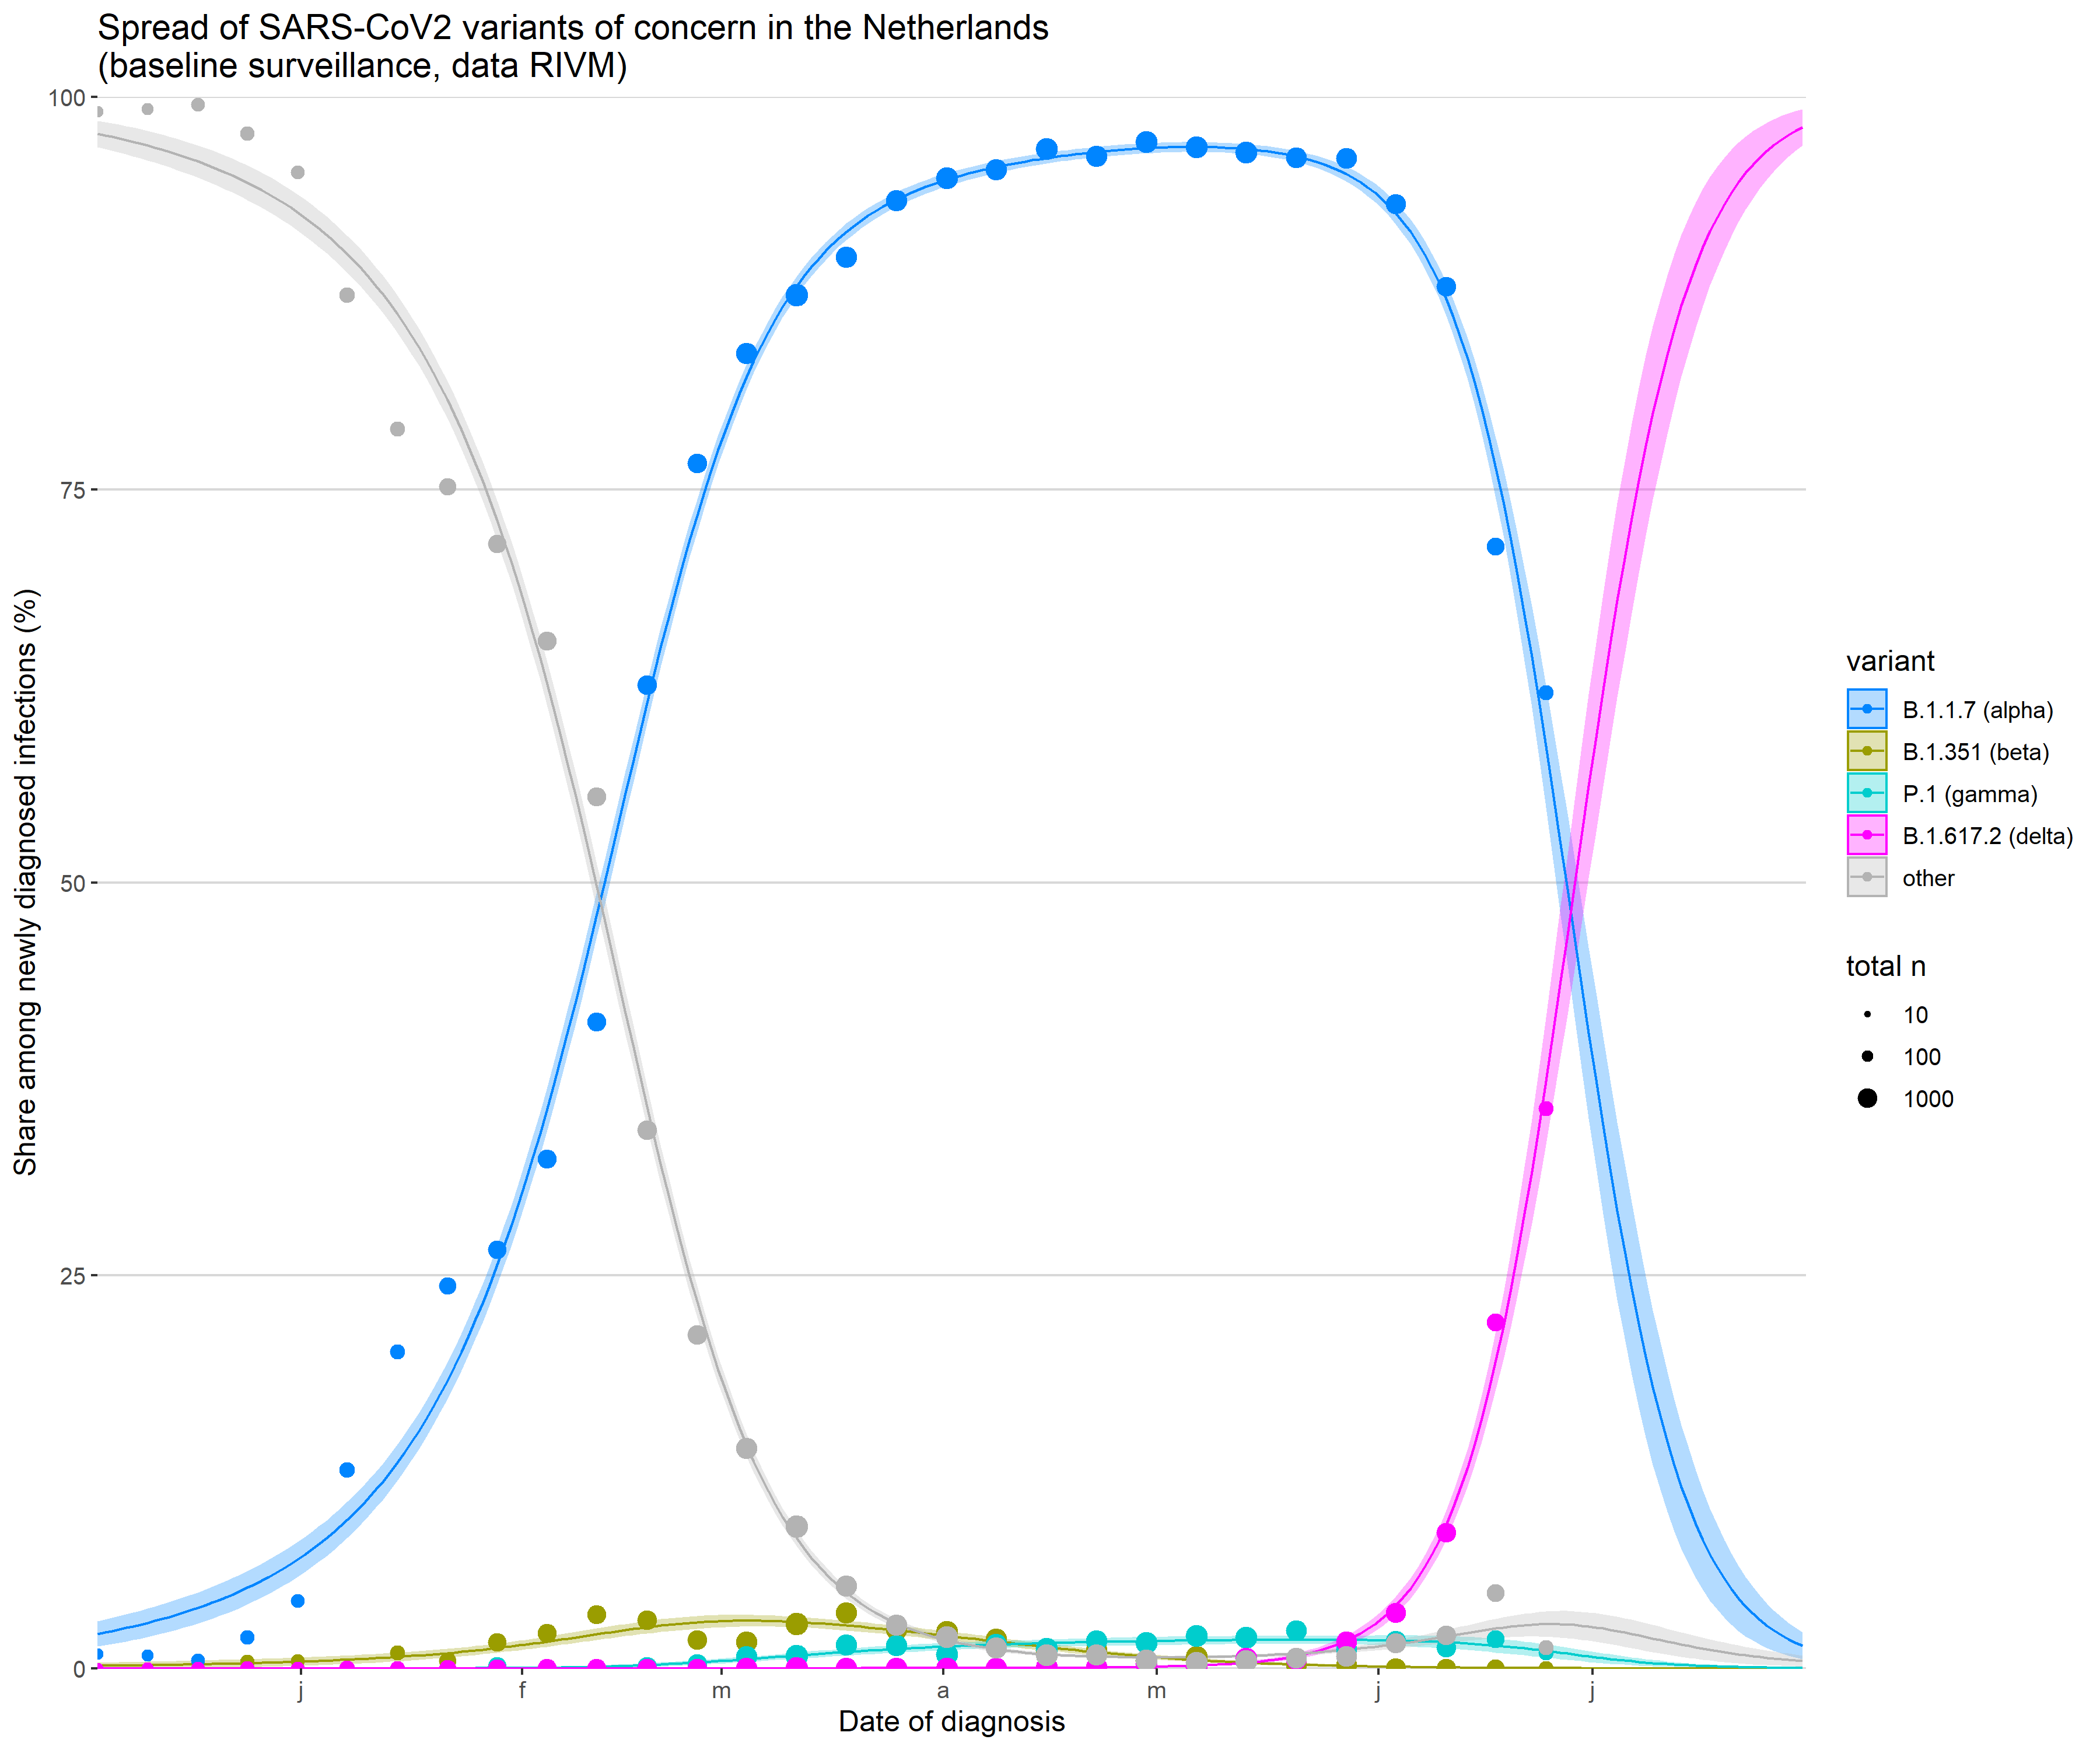 Spread of SARS-CoV2 variants of concern in the Netherlands
(baseline surveillance, data RIVM)
Share among newly diagnosed infections (%)
100
75
50
25
0
j
f
m
a
m
j
j
Date of diagnosis
variant
B.1.1.7 (alpha)
B.1.351 (beta)
P.1 (gamma)
B.1.617.2 (delta)
other
total n
10
100
1000